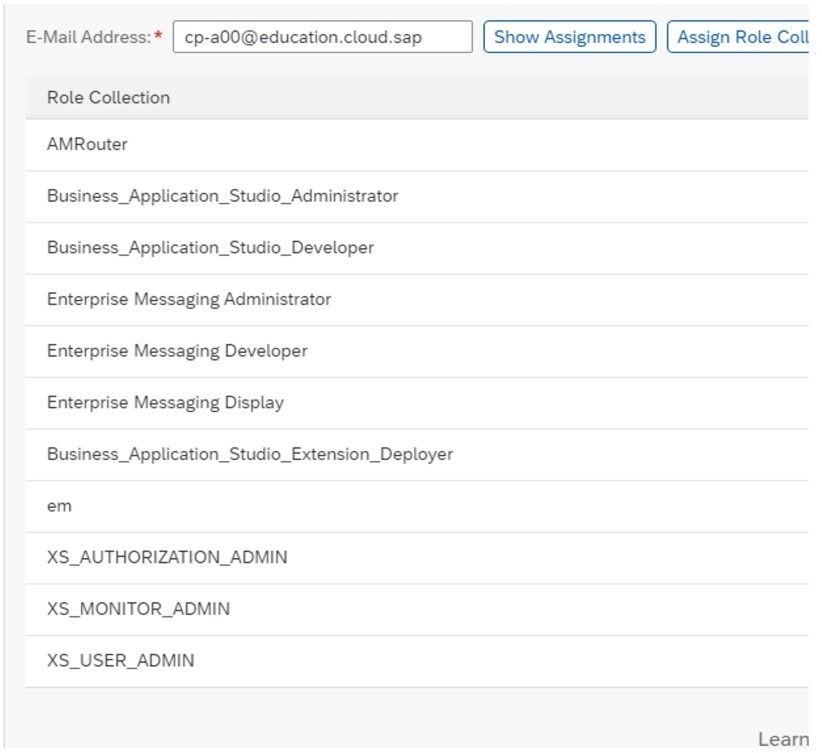 E-Mail Address:* cp-a00@education.cloud.sap Show Assignments Assign Role Coll
Role Collection
AMRouter
Business_Application_Studio_Administrator
Business_Application_Studio_Developer
Enterprise Messaging Administrator
Enterprise Messaging Developer
Enterprise Messaging Display
Business_Application_Studio_Extension_Deployer
em
XS_AUTHORIZATION_ADMIN
XS_MONITOR_ADMIN
XS_USER_ADMIN
Learn